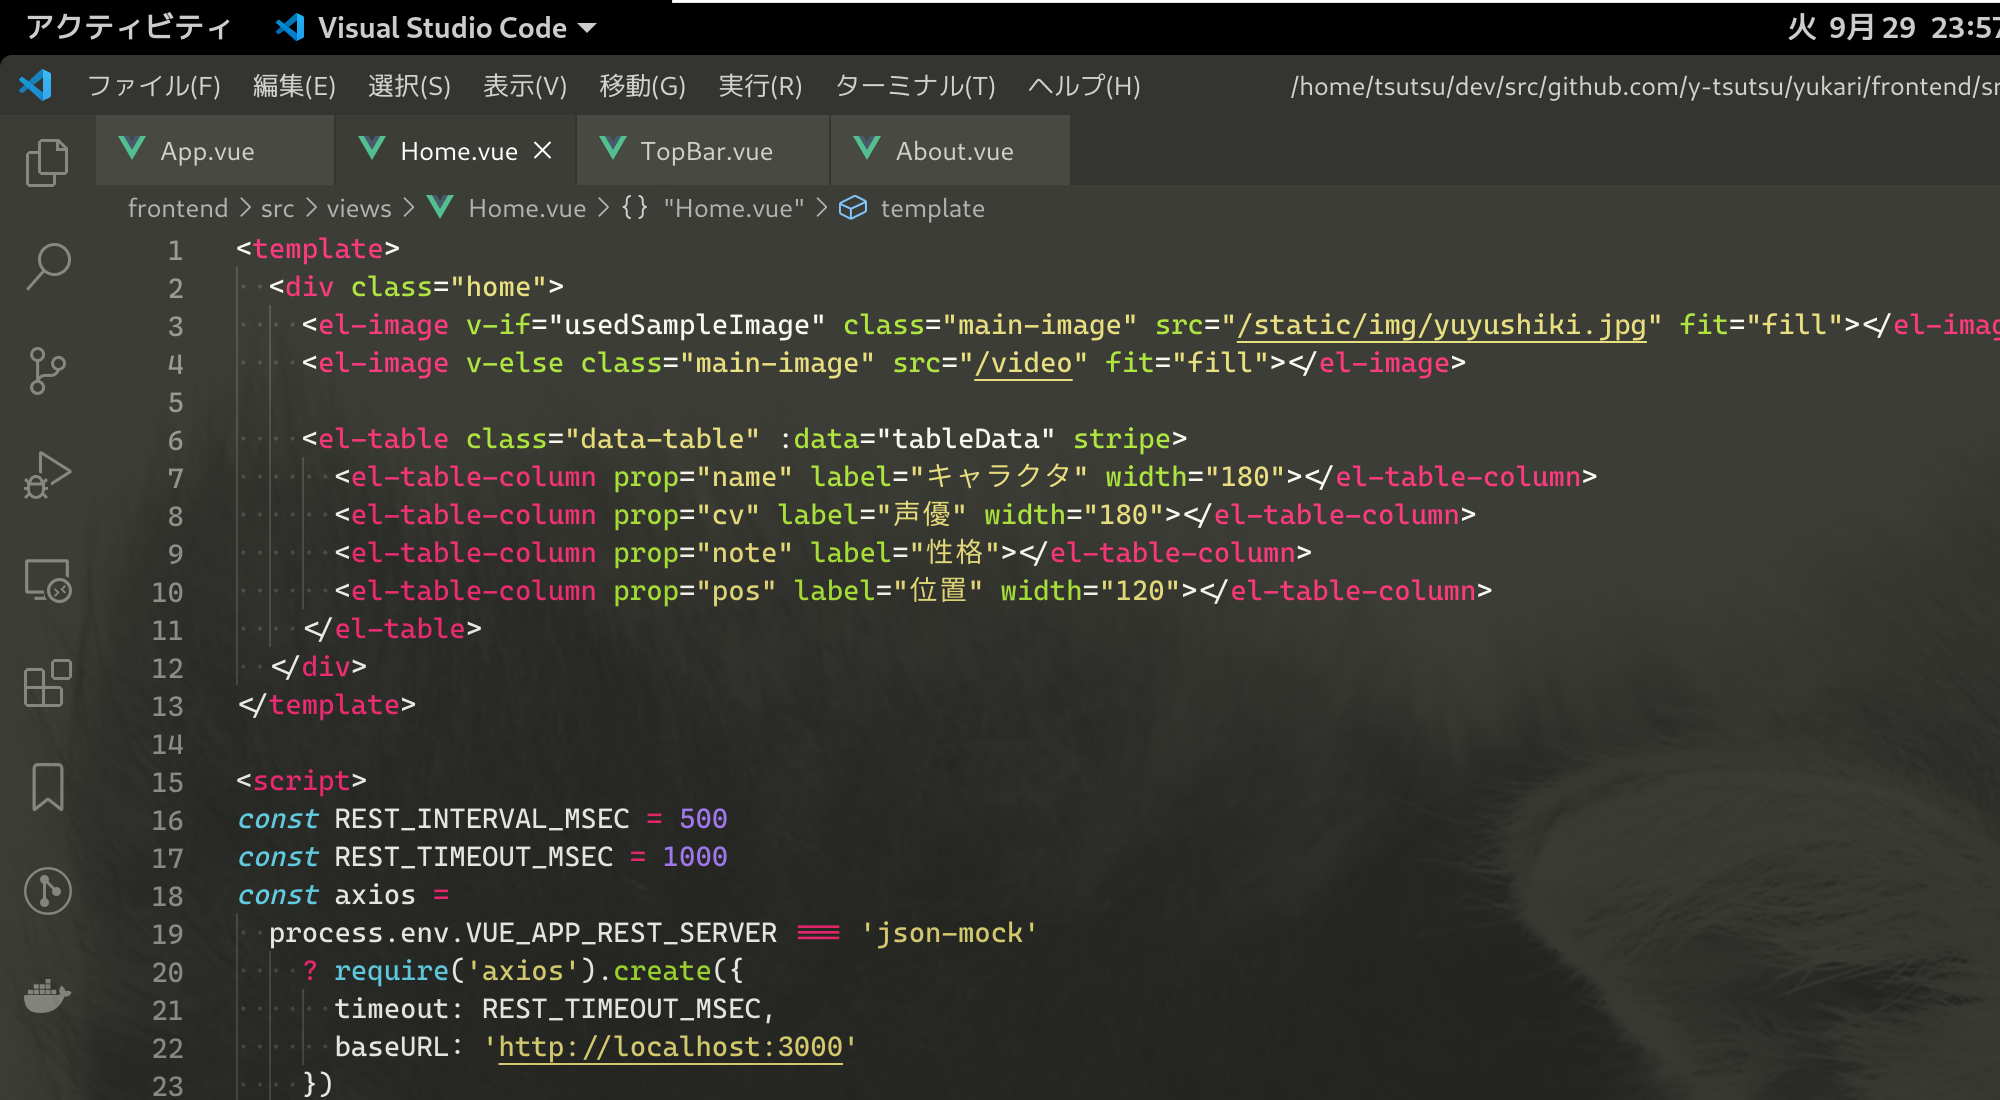 アクティビティ Visual Studio Code 火 9月 29 23:57
ファイル(F) 編集(E) 選択(S) 表示(V) 移動(G) 実行(R) ターミナル(T) ヘルプ(H) /home/tsutsu/dev/src/github.com/y-tsutsu/yukari/frontend/sr
App.vue Home.vue TopBar.vue About.vue
frontend > src > views > Home.vue > {} "Home.vue" > template
1 <template>
2 <div class="home">
3 <el-image v-if="usedSampleImage" class="main-image" src="/static/img/yuyushiki.jpg" fit="fill"></el-imag
4 <el-image v-else class="main-image" src="/video" fit="fill"></el-image>
5
6 <el-table class="data-table" :data="tableData" stripe>
7 <el-table-column prop="name" label="キャラクタ" width="180"></el-table-column>
8 <el-table-column prop="cv" label="声優" width="180"></el-table-column>
9 <el-table-column prop="note" label="性格"></el-table-column>
10 <el-table-column prop="pos" label="位置" width="120"></el-table-column>
11 </el-table>
12 </div>
13 </template>
14
15 <script>
16 const REST_INTERVAL_MSEC = 500
17 const REST_TIMEOUT_MSEC = 1000
18 const axios =
19 process.env.VUE_APP_REST_SERVER === 'json-mock'
20 ? require('axios').create({
21 timeout: REST_TIMEOUT_MSEC,
22 baseURL: 'http://localhost:3000'
23 })